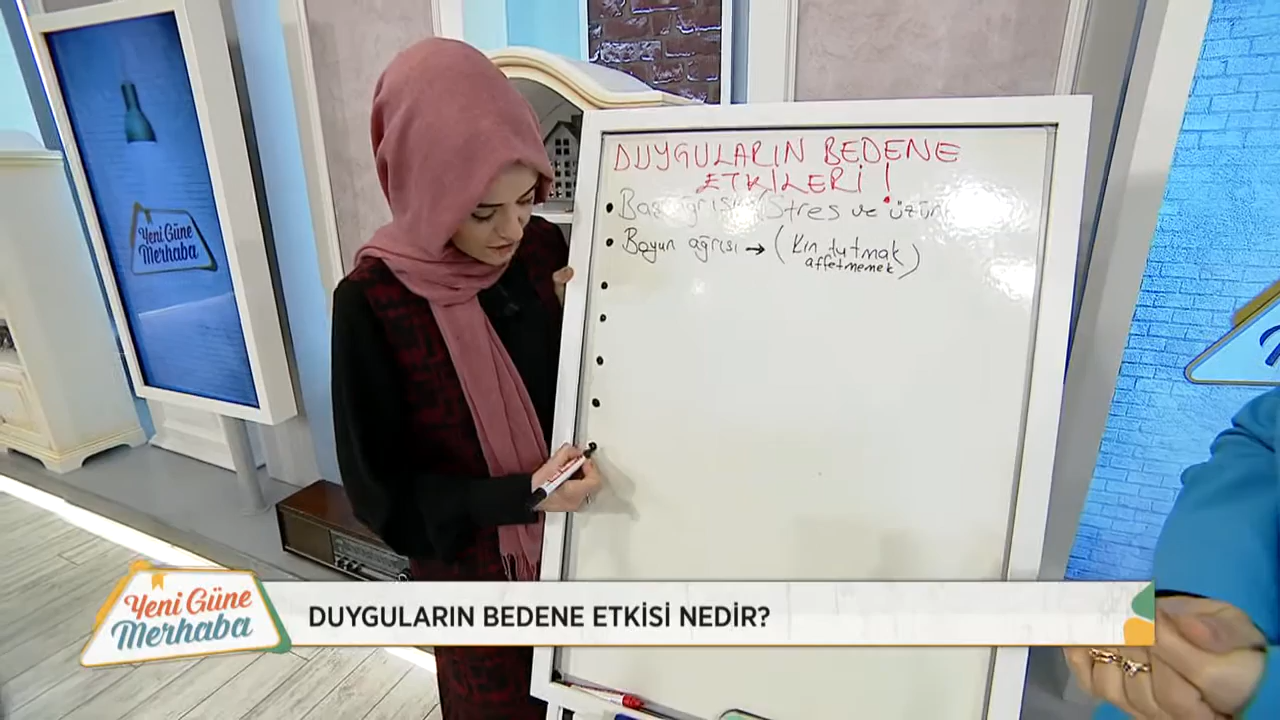 DUYGULARIN BEDENE
ETKİLERİ!
• Baş ağrısı (Stres ve
• Boyun ağrısı → (Kin tutmak
affetmemek)
Yeni Güne
Merhaba
Yeni Güne
Merhaba
DUYGULARIN BEDENE ETKİSİ NEDİR?